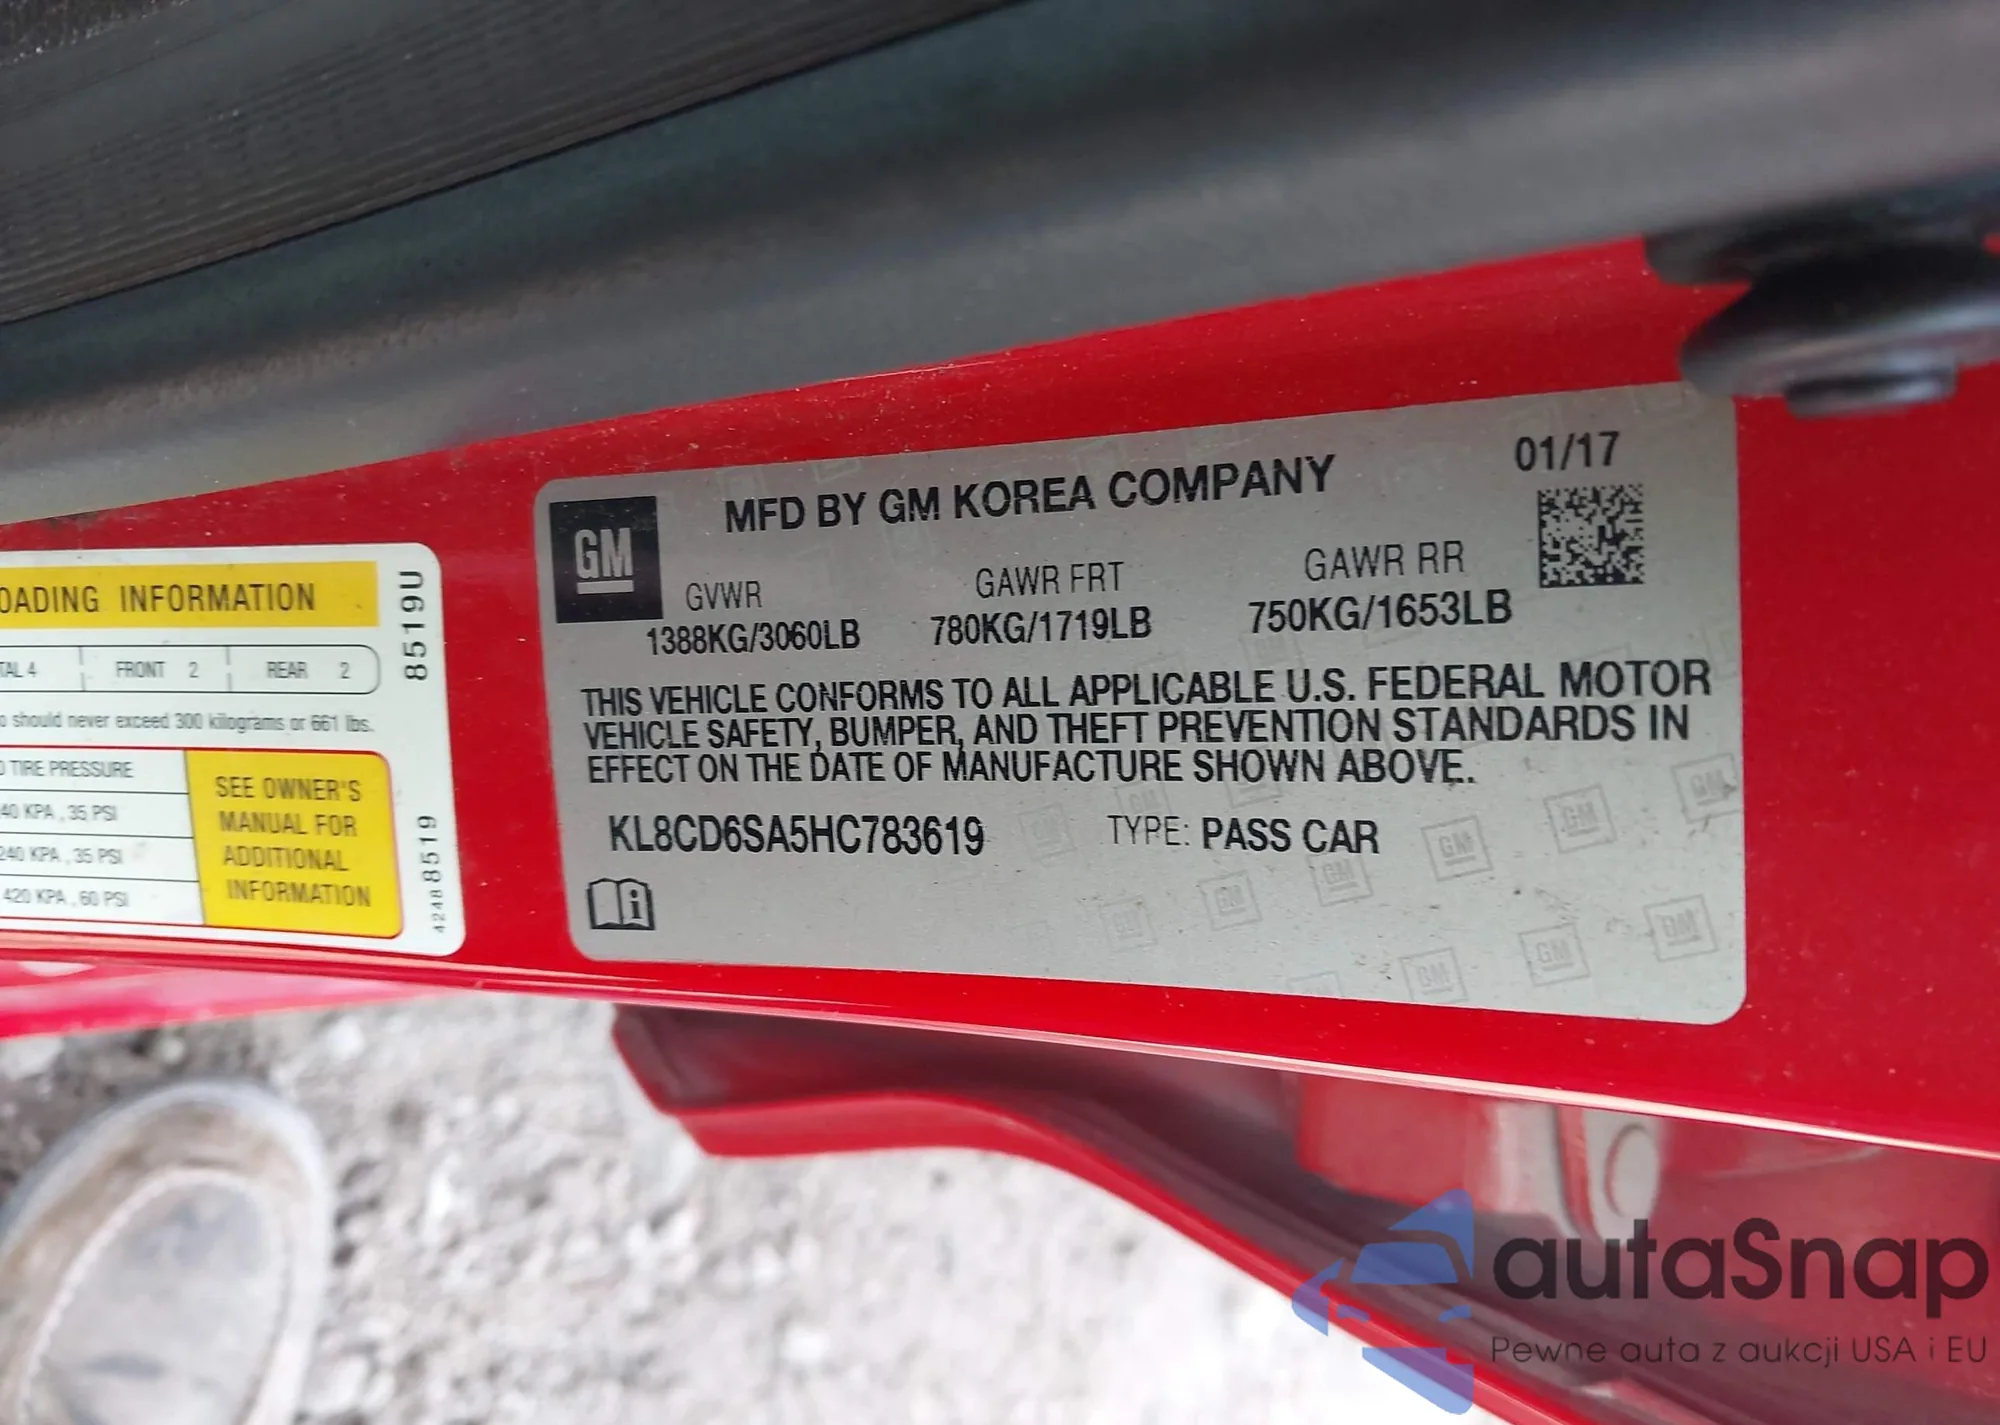 OADING INFORMATION
TAL 4 FRONT 2 REAR 2
o should never exceed 300 kilograms or 661 lbs.
D TIRE PRESSURE
40 KPA , 35 PSI
240 KPA , 35 PSI
420 KPA , 60 PSI
SEE OWNER'S
MANUAL FOR
ADDITIONAL
INFORMATION
8519U
42488519
GM
MFD BY GM KOREA COMPANY
01/17
GVWR GAWR FRT GAWR RR
1388KG/3060LB 780KG/1719LB 750KG/1653LB
THIS VEHICLE CONFORMS TO ALL APPLICABLE U.S. FEDERAL MOTOR
VEHICLE SAFETY, BUMPER, AND THEFT PREVENTION STANDARDS IN
EFFECT ON THE DATE OF MANUFACTURE SHOWN ABOVE.
KL8CD6SA5HC783619 TYPE: PASS CAR
autaSnap
Pewne auta z aukcji USA i EU